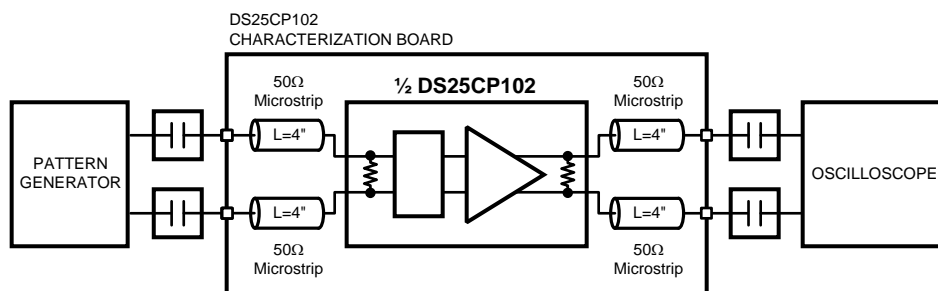 DS25CP102
CHARACTERIZATION BOARD
50Ω
Microstrip
½ DS25CP102
50Ω
Microstrip
L=4"
L=4"
PATTERN
GENERATOR
OSCILLOSCOPE
L=4"
L=4"
50Ω
Microstrip
50Ω
Microstrip